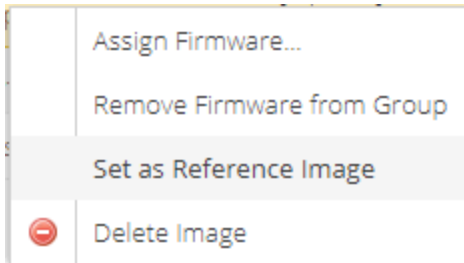 Assign Firmware...
Remove Firmware from Group
Set as Reference Image
Delete Image